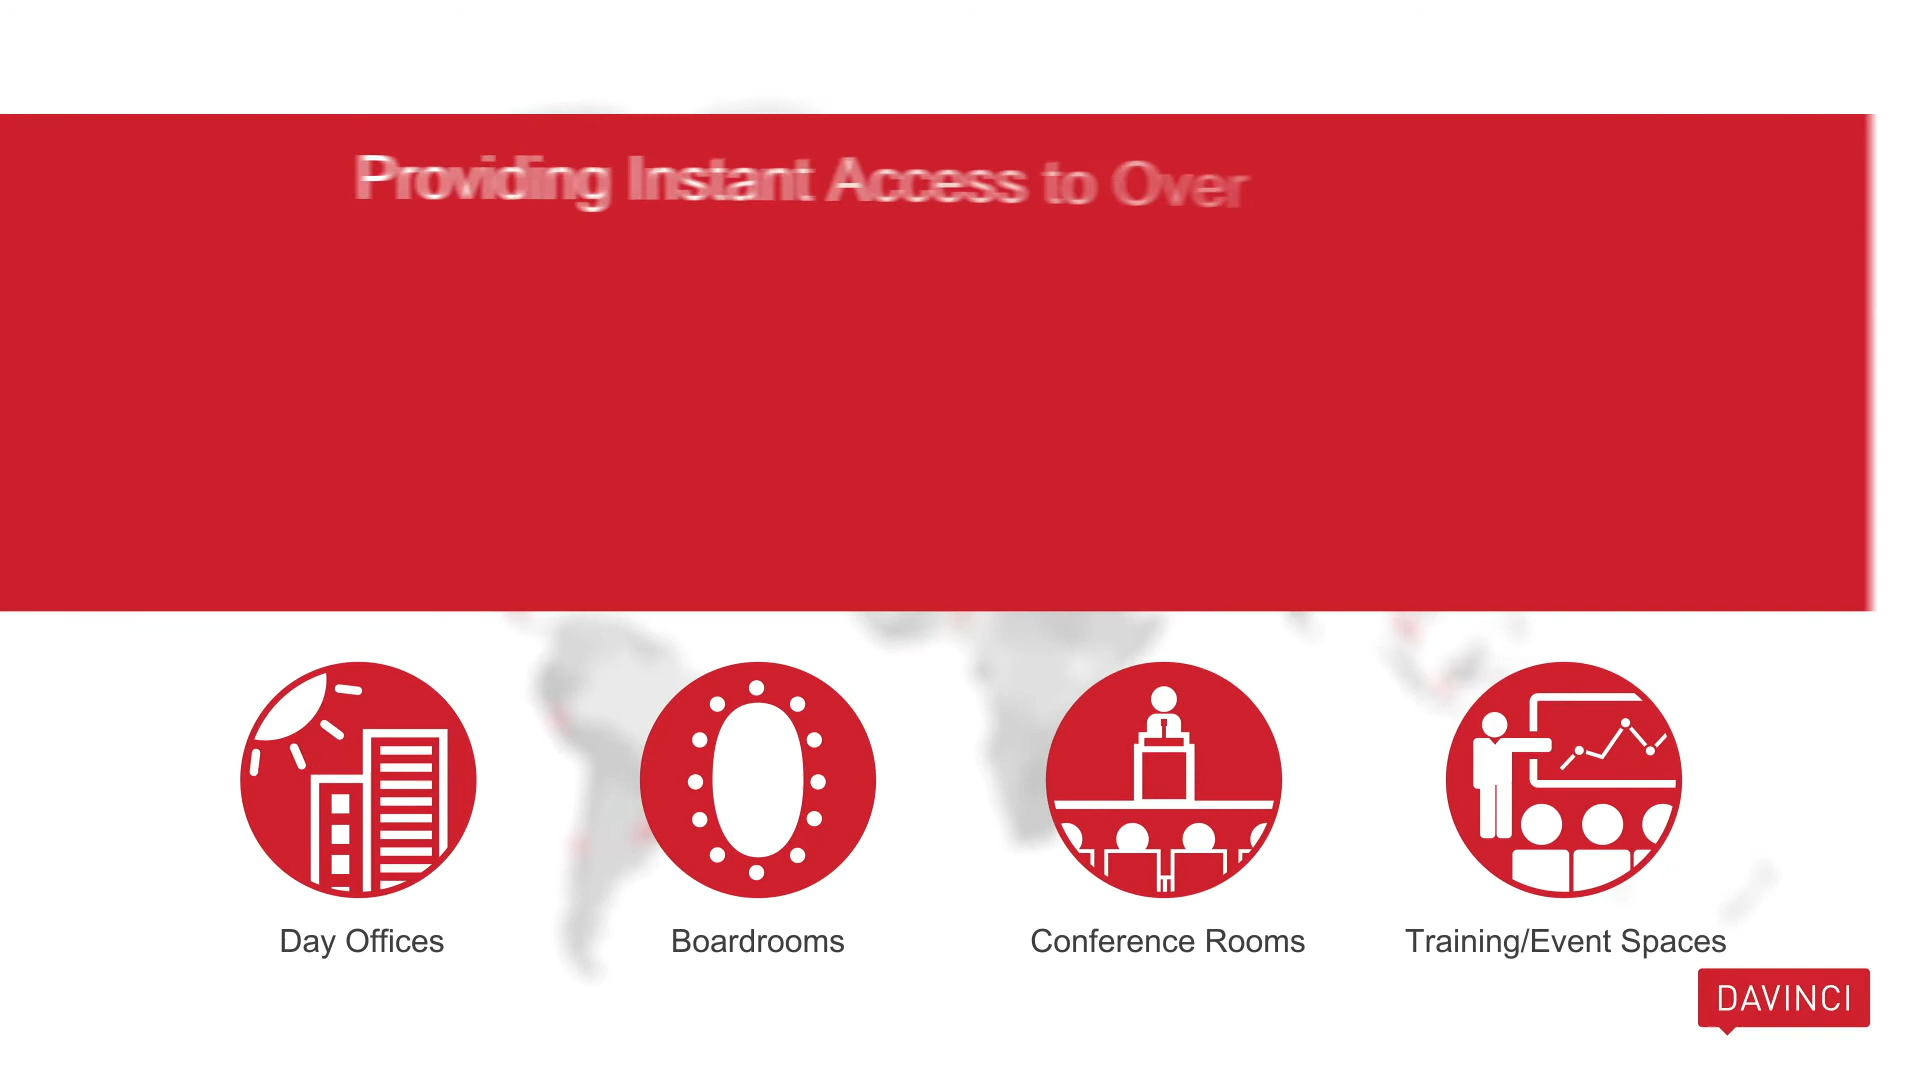 Providing Instant Access to Over
Day Offices
Boardrooms
Conference Rooms
Training/Event Spaces
DAVINCI